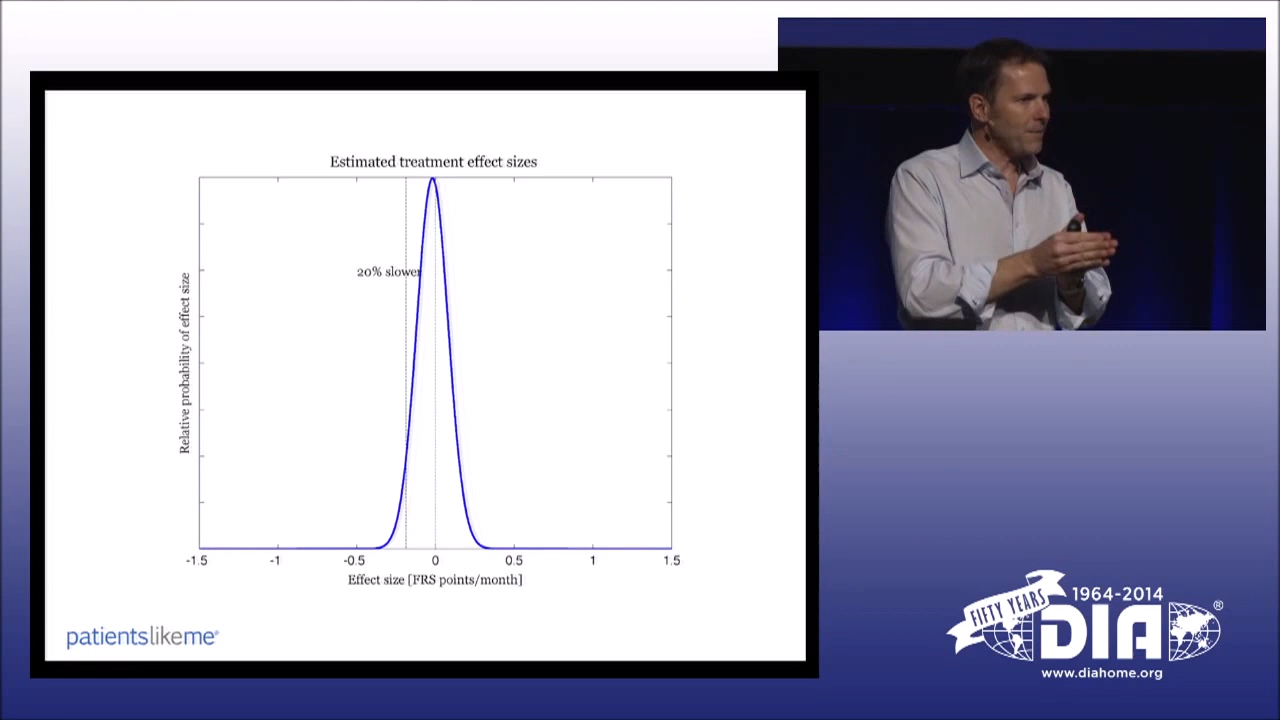 Estimated treatment effect sizes
20% slower
Relative probability of effect size
-1.5 -1 -0.5 0 0.5 1 1.5
Effect size [FRS points/month]
patientslikeme®
FIFTY YEARS
1964-2014
DIA®
www.diahome.org